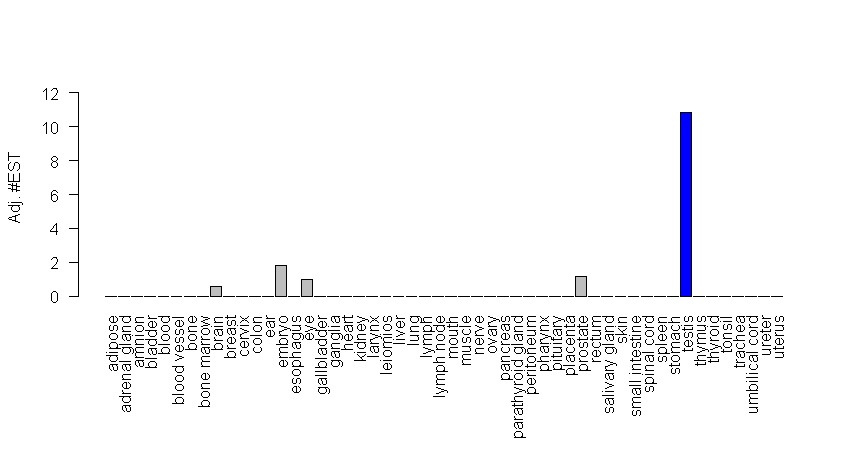 12
10
8
6
4
2
0
Adj. #EST
adipose
adrenal gland
amnion
bladder
blood
blood vessel
bone
bone marrow
brain
breast
cervix
colon
ear
embryo
esophagus
eye
gallbladder
ganglia
heart
kidney
larynx
leiomios
liver
lung
lymph
lymph node
mouth
muscle
nerve
ovary
pancreas
parathyroid gland
peritoneum
pharynx
pituitary
placenta
prostate
rectum
salivary gland
skin
small intestine
spinal cord
spleen
stomach
testis
thymus
thyroid
tonsil
trachea
umbilical cord
ureter
uterus